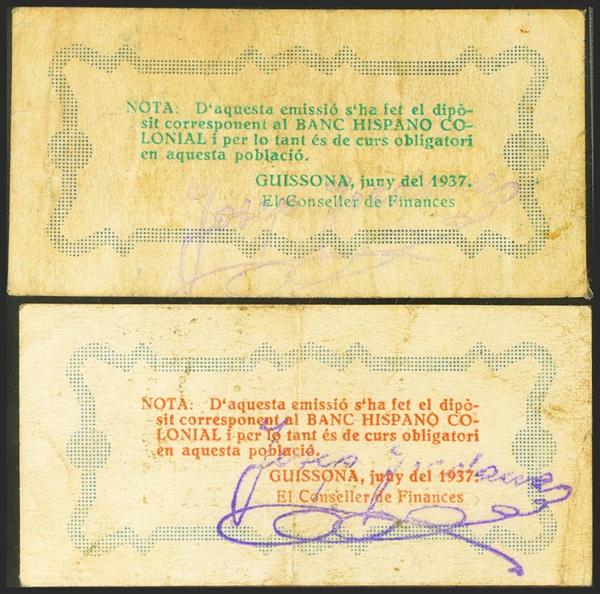 NOTA: D'aquesta emissió s'ha fet el dipò-
sit corresponent al BANC HISPANO CO-
LONIAL i per lo tant és de curs obligatori
en aquesta població.
GUISSONA, juny del 1937.
El Conseller de Finances
NOTA: D'aquesta emissió s'ha fet el dipò-
sit corresponent al BANC HISPANO CO-
LONIAL i per lo tant és de curs obligatori
en aquesta població.
GUISSONA, juny del 1937.
El Conseller de Finances